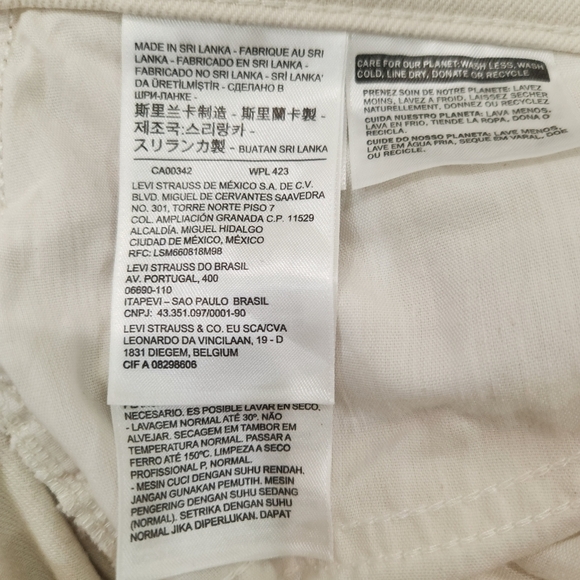 MADE IN SRI LANKA - FABRIQUE AU SRI
LANKA - FABRICADO EN SRI LANKA -
FABRICADO NO SRI LANKA - SRİ LANKA'
DA ÜRETİLMİŞTİR - СДЕЛАНО В
ШРИ-ЛАНКЕ -
斯里兰卡制造 - 斯里蘭卡製 -
제조국:스리랑카 -
スリランカ製 - BUATAN SRI LANKA
CA00342 WPL 423
LEVI STRAUSS DE MÉXICO S.A. DE C.V.
BLVD. MIGUEL DE CERVANTES SAAVEDRA
NO. 301, TORRE NORTE PISO 7
COL. AMPLIACIÓN GRANADA C.P. 11529
ALCALDÍA. MIGUEL HIDALGO
CIUDAD DE MÉXICO, MÉXICO
RFC: LSM660618M98
LEVI STRAUSS DO BRASIL
AV. PORTUGAL, 400
06690-110
ITAPEVI – SAO PAULO BRASIL
CNPJ: 43.351.097/0001-90
LEVI STRAUSS & CO. EU SCA/CVA
LEONARDO DA VINCILAAN, 19 - D
1831 DIEGEM, BELGIUM
CIF A 08298606
NECESARIO. ES POSIBLE LAVAR EN SECO.
- LAVAGEM NORMAL ATÉ 30º. NÃO
ALVEJAR. SECAGEM EM TAMBOR EM
TEMPERATURA NORMAL. PASSAR A
FERRO ATÉ 150ºC. LIMPEZA A SECO
PROFISSIONAL P, NORMAL.
- MESIN CUCI DENGAN SUHU RENDAH.
- MESIN CUCI JANGAN GUNAKAN PEMUTIH. MESIN
PENGERING DENGAN SUHU SEDANG
(NORMAL). SETRIKA DENGAN SUHU
NORMAL JIKA DIPERLUKAN. DAPAT
CARE FOR OUR PLANET: WASH LESS, WASH
COLD, LINE DRY, DONATE OR RECYCLE
PRENEZ SOIN DE NOTRE PLANÈTE: LAVEZ
MOINS, LAVEZ A FROID, LAISSEZ SECHER
NATURELLEMENT, DONNEZ OU RECYCLEZ
CUIDA NUESTRO PLANETA: LAVA MENOS-
LAVA EN FRIO, TIENDE LA ROPA, DONA O
RECICLA.
CUIDE DO NOSSO PLANETA: LAVE MENOS,
LAVE EM ÁGUA FRIA, SEQUE EM VARAL, DOE